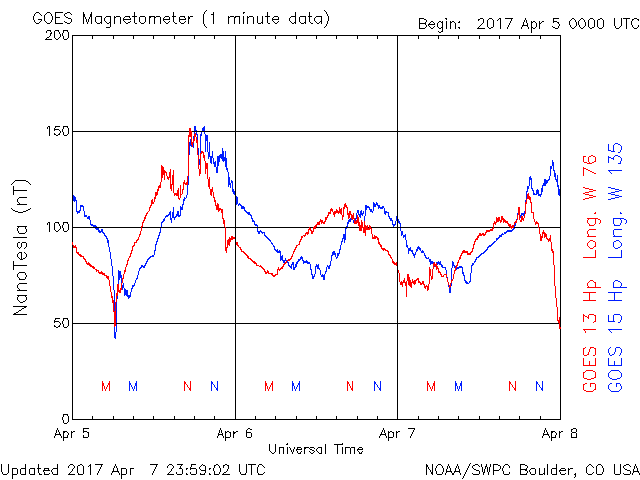 GOES Magnetometer (1 minute data)
Begin: 2017 Apr 5 0000 UTC
200
150
100
50
0
NanoTesla (nT)
M M N N M M N N M M N N
Apr 5 Apr 6 Apr 7 Apr 8
Universal Time
GOES 13 Hp Long. W 76
GOES 15 Hp Long. W 135
Updated 2017 Apr 7 23:59:02 UTC
NOAA/SWPC Boulder, CO USA